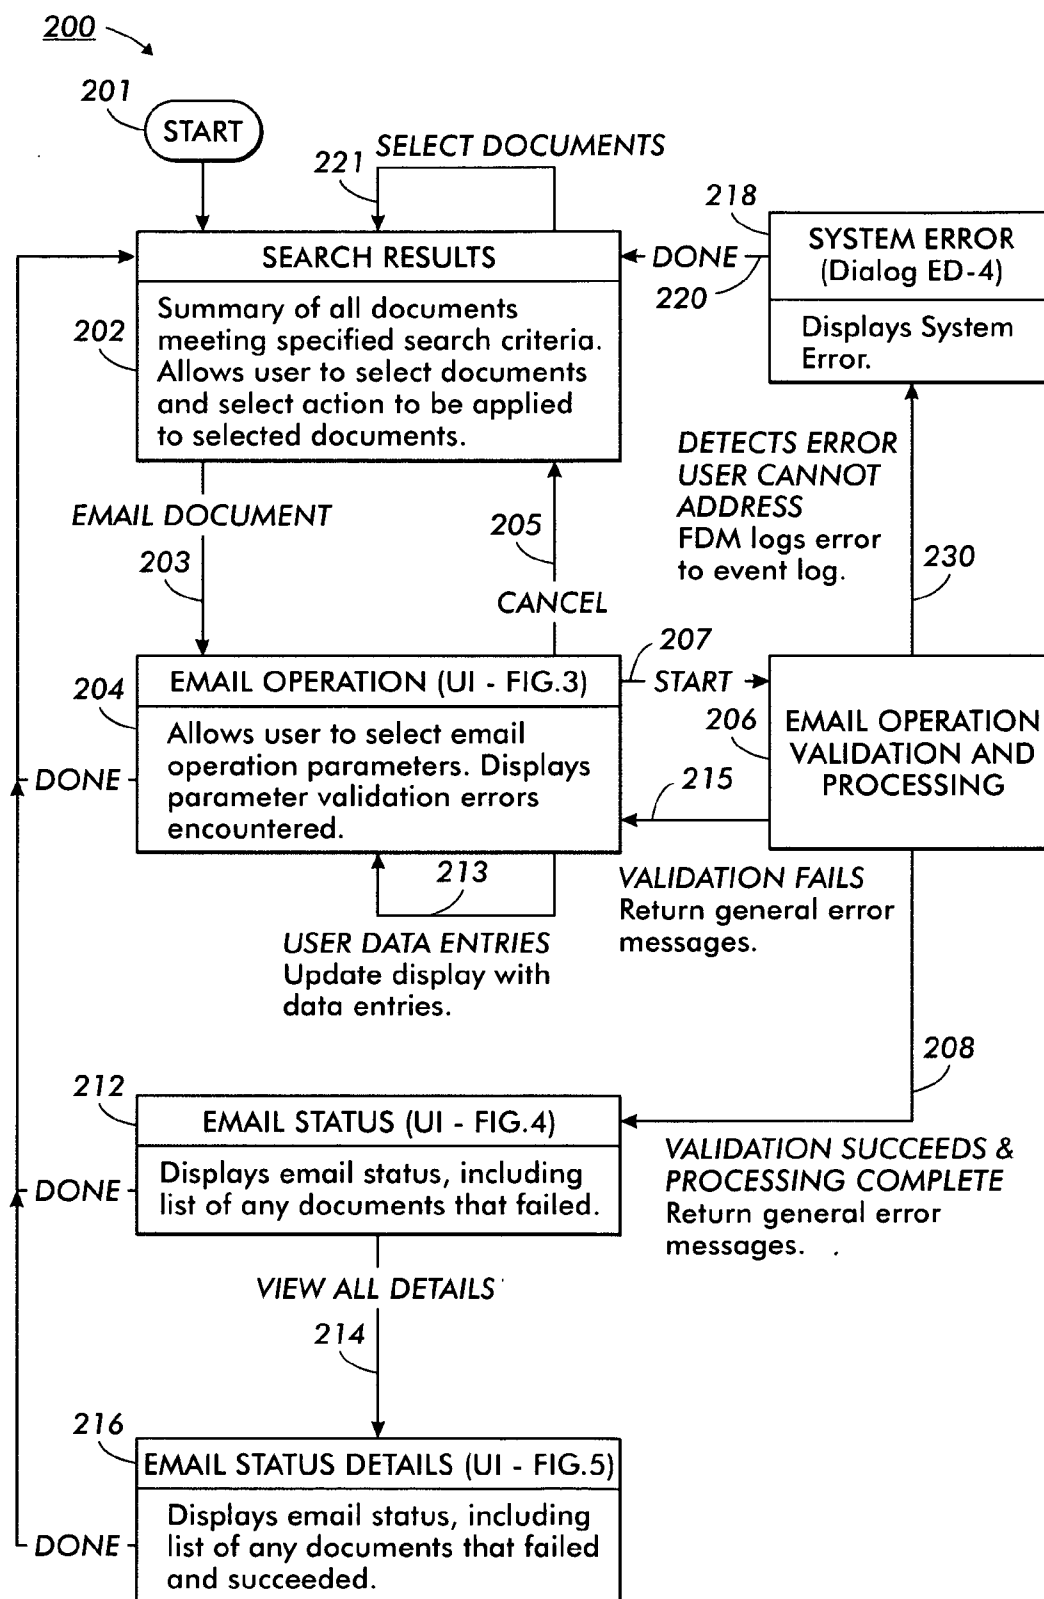 200
201
START
221
SELECT DOCUMENTS
218
SEARCH RESULTS
DONE
220
SYSTEM ERROR
(Dialog ED-4)
202
Summary of all documents
meeting specified search criteria.
Allows user to select documents
and select action to be applied
to selected documents.
Displays System
Error.
EMAIL DOCUMENT
203
205
CANCEL
DETECTS ERROR
USER CANNOT
ADDRESS
FDM logs error
to event log.
230
207
START
204
EMAIL OPERATION (UI - FIG.3)
Allows user to select email
operation parameters. Displays
parameter validation errors
encountered.
DONE
206
EMAIL OPERATION
VALIDATION AND
PROCESSING
215
213
VALIDATION FAILS
Return general error
messages.
USER DATA ENTRIES
Update display with
data entries.
208
212
EMAIL STATUS (UI - FIG.4)
Displays email status, including
list of any documents that failed.
DONE
VALIDATION SUCCEEDS &
PROCESSING COMPLETE
Return general error
messages.
VIEW ALL DETAILS
214
216
EMAIL STATUS DETAILS (UI - FIG.5)
Displays email status, including
list of any documents that failed
and succeeded.
DONE